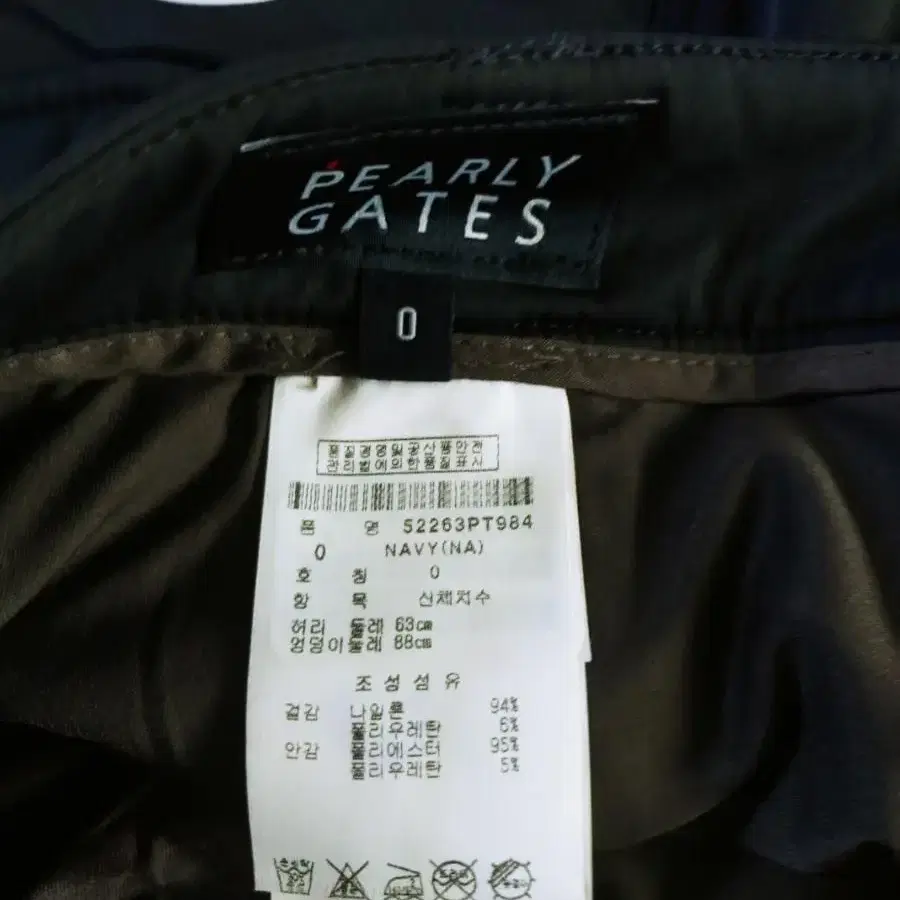 PEARLY
GATES
0
품질경영및공산품안전
관리법에의한품질표시
품 명 52263PT984
0 NAVY(NA)
호 칭 0
항 목 신체치수
허리 둘레 63cm
엉덩이둘레 88cm
조성섬유
겉감 나일론 94%
폴리우레탄 6%
안감 폴리에스터 95%
폴리우레탄 5%